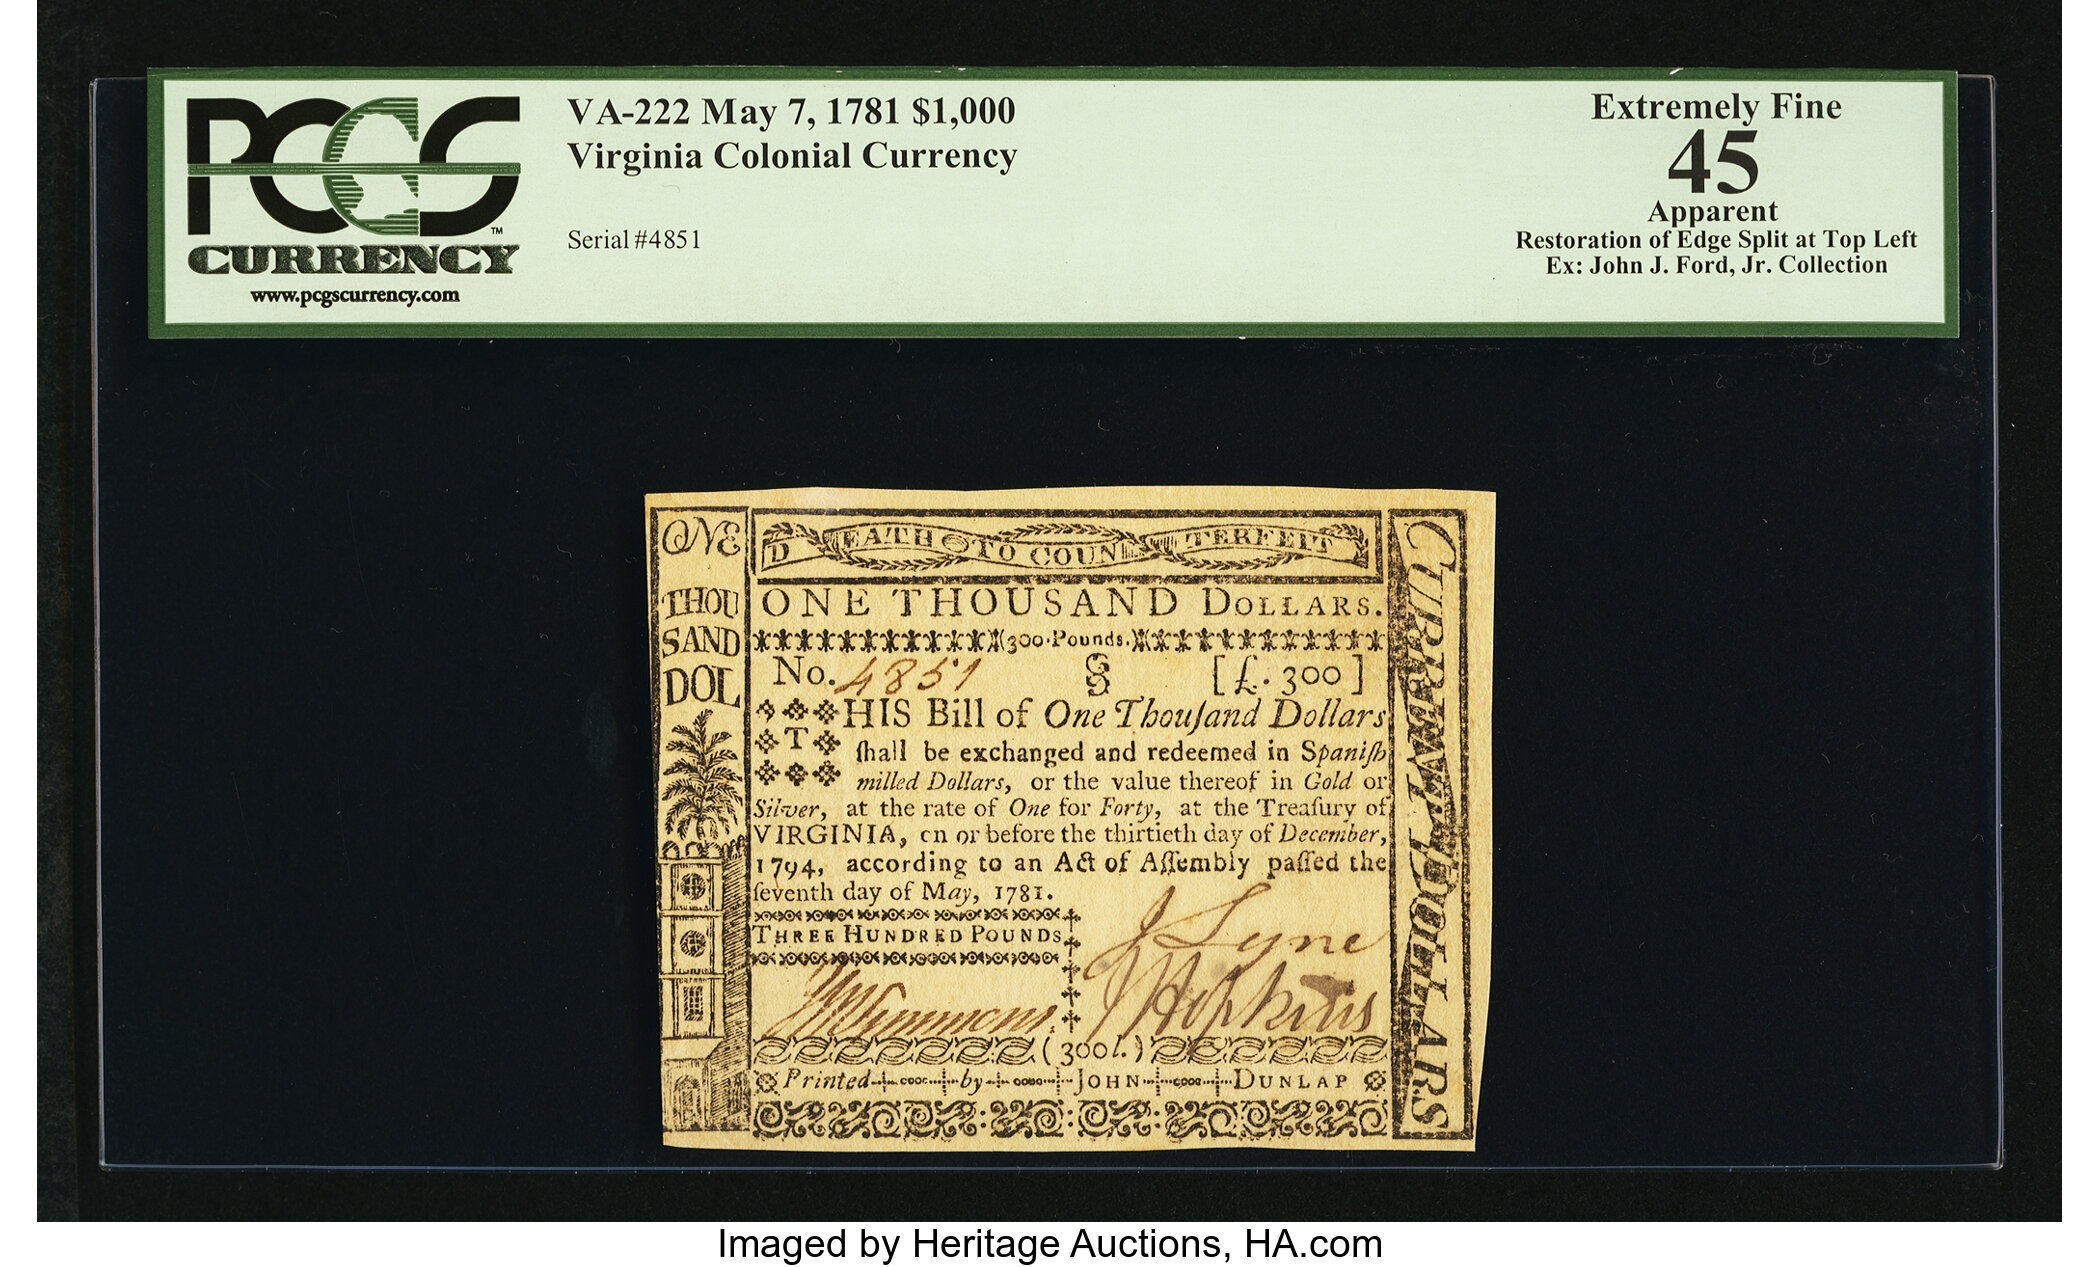 PCGS
CURRENCY
TM
www.pcgscurrency.com
VA-222 May 7, 1781 $1,000
Virginia Colonial Currency
Serial #4851
Extremely Fine
45
Apparent
Restoration of Edge Split at Top Left
Ex: John J. Ford, Jr. Collection
ONE
THOU
SAND
DOL
DEATH TO COUNTERFEIT
ONE THOUSAND DOLLARS.
(300 Pounds.)
No. 4851 [£. 300]
THIS Bill of One Thouſand Dollars
ſhall be exchanged and redeemed in Spaniſh
milled Dollars, or the value thereof in Gold or
Silver, at the rate of One for Forty, at the Treaſury of
VIRGINIA, on or before the thirtieth day of December,
1794, according to an Act of Aſſembly paſſed the
ſeventh day of May, 1781.
THREE HUNDRED POUNDS
J Lyne
J Hopkins
Wm Simmons
(300l.)
Printed by JOHN DUNLAP
CURRENT DOLLARS
Imaged by Heritage Auctions, HA.com